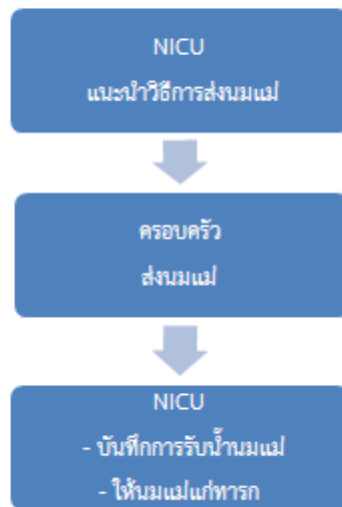 NICU
แนะนำวิธีการส่งนมแม่
ครอบครัว
ส่งนมแม่
NICU
- บันทึกการรับน้ำนมแม่
- ให้นมแม่แก่ทารก